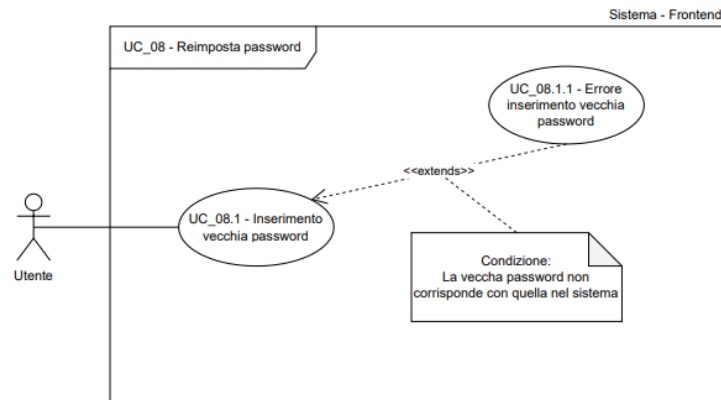 Sistema - Frontend
UC_08 - Reimposta password
UC_08.1.1 - Errore
inserimento vecchia
password
<<extends>>
UC_08.1 - Inserimento
vecchia password
Utente
Condizione:
La veccha password non
corrisponde con quella nel sistema